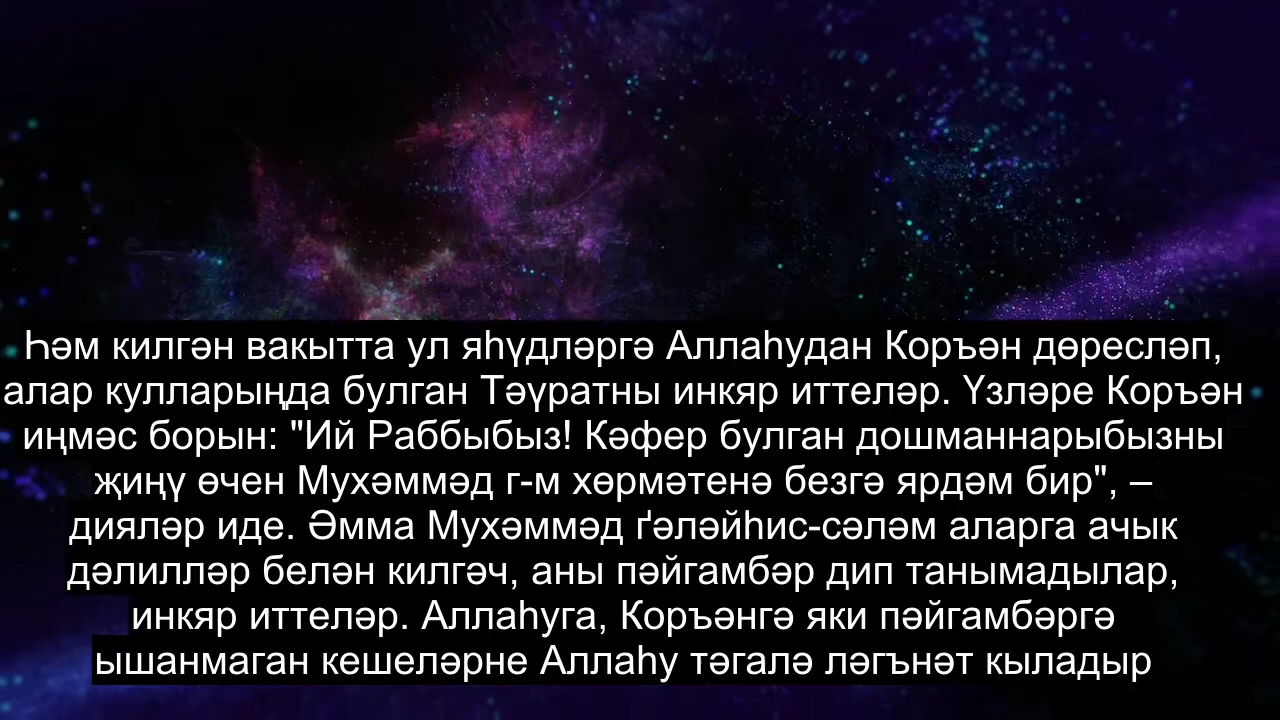 Һәм килгән вакытта ул яһүдләргә Аллаһудан Коръән дөресләп,
алар кулларыңда булган Тәүратны инкяр иттеләр. Үзләре Коръән
иңмәс борын: "Ий Раббыбыз! Кәфер булган дошманнарыбызны
җиңү өчен Мухәммәд г-м хөрмәтенә безгә ярдәм бир", –
дияләр иде. Әмма Мухәммәд ґәләйһис-сәләм аларга ачык
дәлилләр белән килгәч, аны пәйгамбәр дип танымадылар,
инкяр иттеләр. Аллаһуга, Коръәнгә яки пәйгамбәргә
ышанмаган кешеләрне Аллаһу тәгалә ләгънәт кыладыр